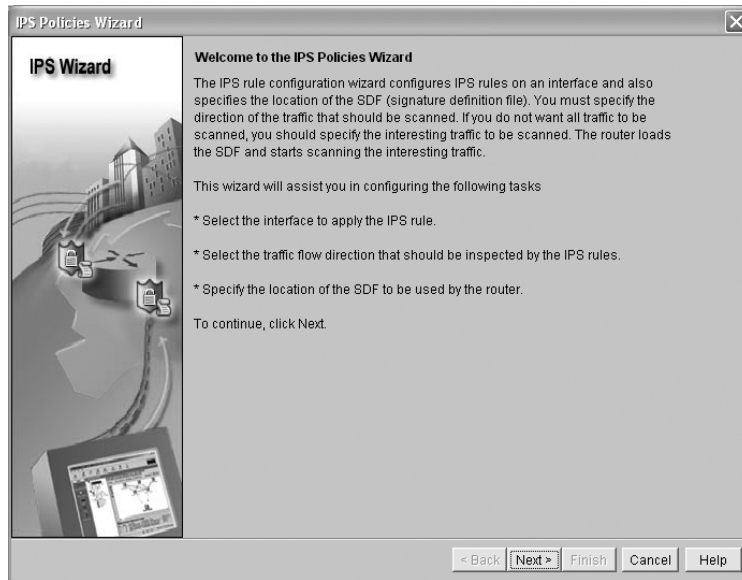 IPS Policies Wizard
IPS Wizard
Welcome to the IPS Policies Wizard
The IPS rule configuration wizard configures IPS rules on an interface and also
specifies the location of the SDF (signature definition file). You must specify the
direction of the traffic that should be scanned. If you do not want all traffic to be
scanned, you should specify the interesting traffic to be scanned. The router loads
the SDF and starts scanning the interesting traffic.
This wizard will assist you in configuring the following tasks
* Select the interface to apply the IPS rule.
* Select the traffic flow direction that should be inspected by the IPS rules.
* Specify the location of the SDF to be used by the router.
To continue, click Next.
< Back Next > Finish Cancel Help